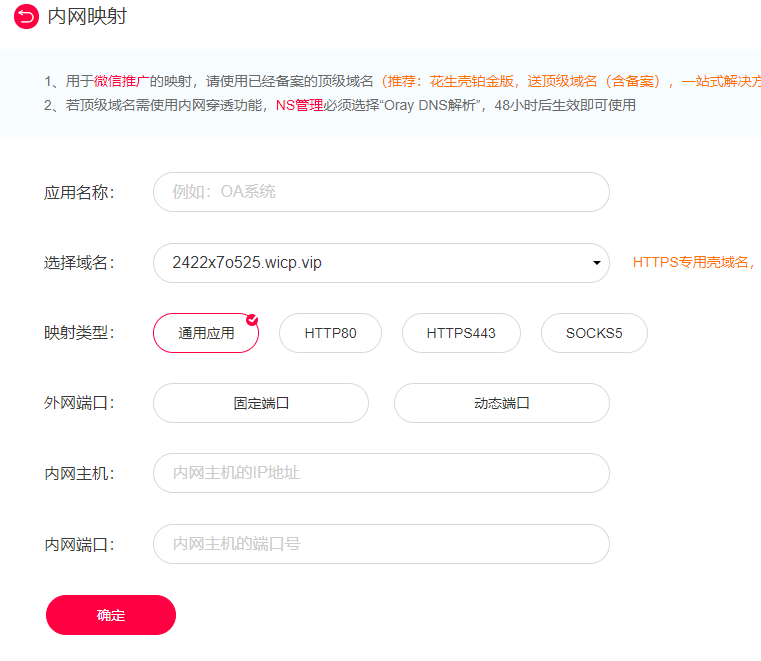 内网映射
1、用于微信推广的映射，请使用已经备案的顶级域名（推荐：花生壳铂金版，送顶级域名（含备案），一站式解决方
2、若顶级域名需使用内网穿透功能，NS管理必须选择“Oray DNS解析”，48小时后生效即可使用
应用名称： 例如：OA系统
选择域名： 2422x7o525.wicp.vip HTTPS专用壳域名，
映射类型： 通用应用 HTTP80 HTTPS443 SOCKS5
外网端口： 固定端口 动态端口
内网主机： 内网主机的IP地址
内网端口： 内网主机的端口号
确定